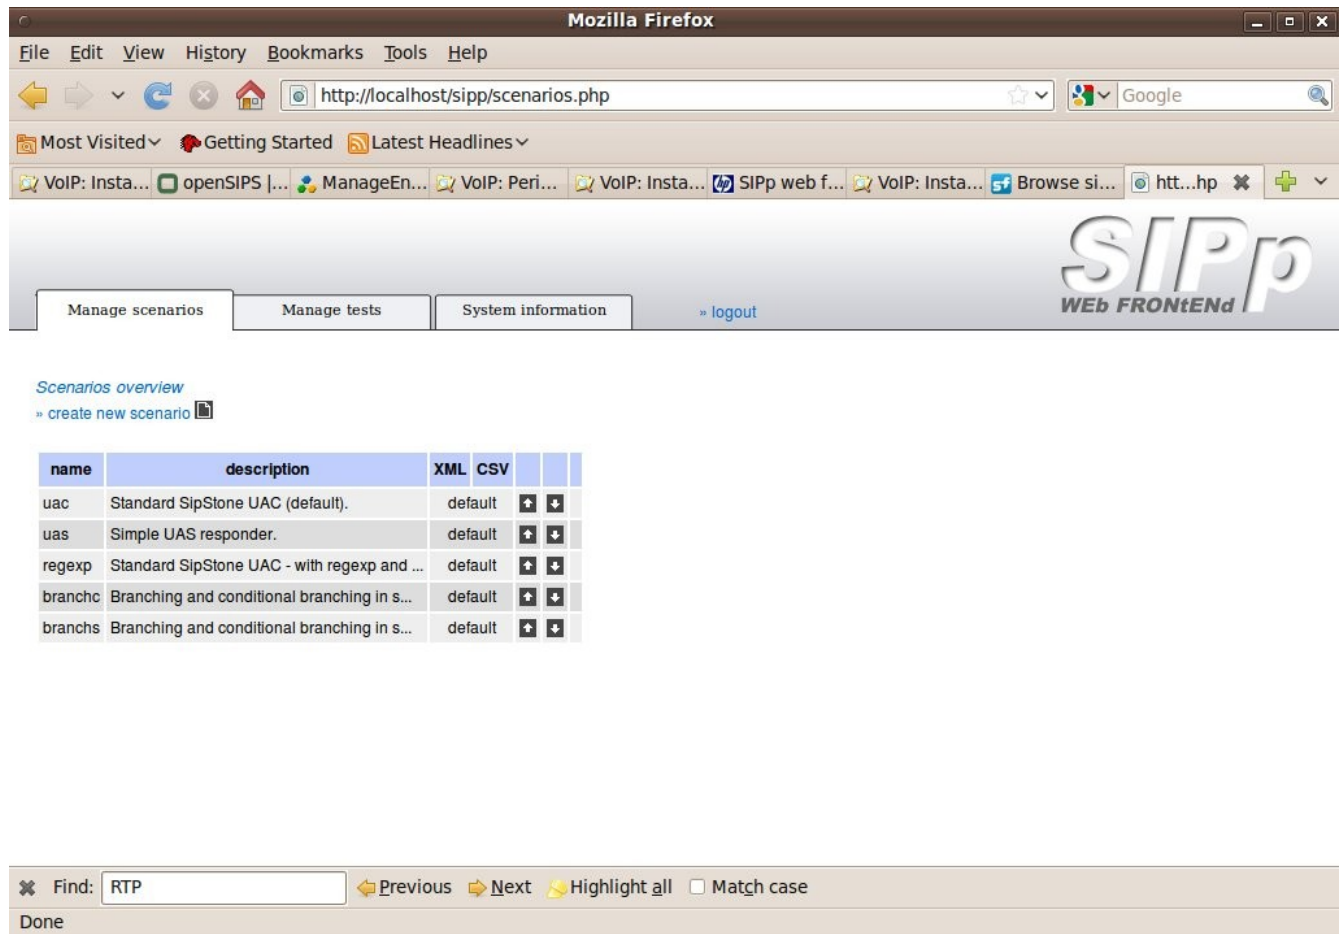 Mozilla Firefox
File Edit View History Bookmarks Tools Help
http://localhost/sipp/scenarios.php Google
Most Visited Getting Started Latest Headlines
VoIP: Insta... openSIPS |... ManageEn... VoIP: Peri... VoIP: Insta... SIPp web f... VoIP: Insta... Browse si... htt...hp
SIPp
WEb FRONtENd
Manage scenarios Manage tests System information » logout
Scenarios overview
» create new scenario
name description XML CSV
uac Standard SipStone UAC (default). default
uas Simple UAS responder. default
regexp Standard SipStone UAC - with regexp and ... default
branchc Branching and conditional branching in s... default
branchs Branching and conditional branching in s... default
Find: RTP Previous Next Highlight all Match case
Done